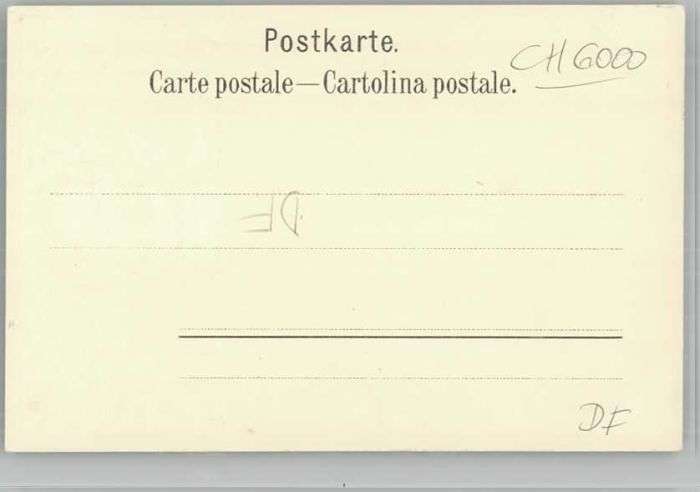 Postkarte.
CH 6000
Carte postale—Cartolina postale.
DF
DF